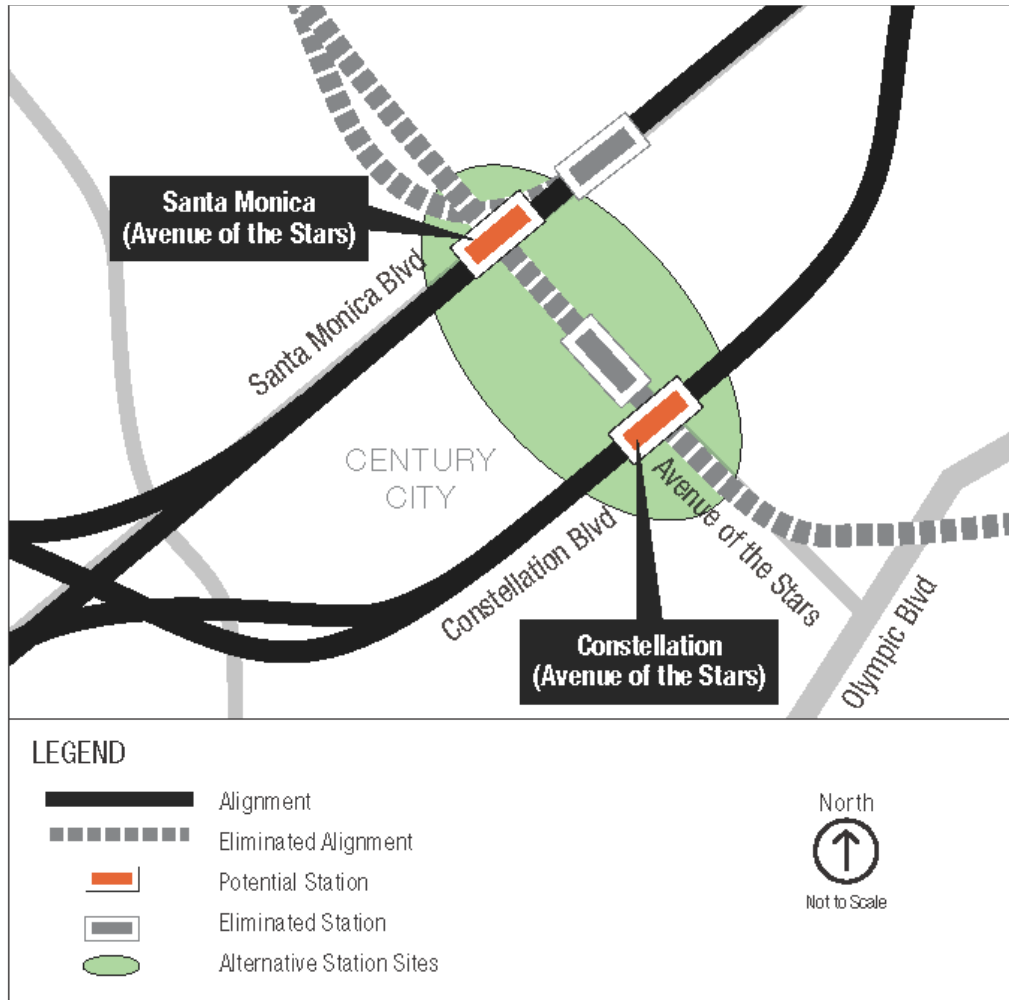 Santa Monica
(Avenue of the Stars)
Santa Monica Blvd
CENTURY
CITY
Constellation Blvd
Avenue of the Stars
Olympic Blvd
Constellation
(Avenue of the Stars)
LEGEND
Alignment
Eliminated Alignment
Potential Station
Eliminated Station
Alternative Station Sites
North
Not to Scale